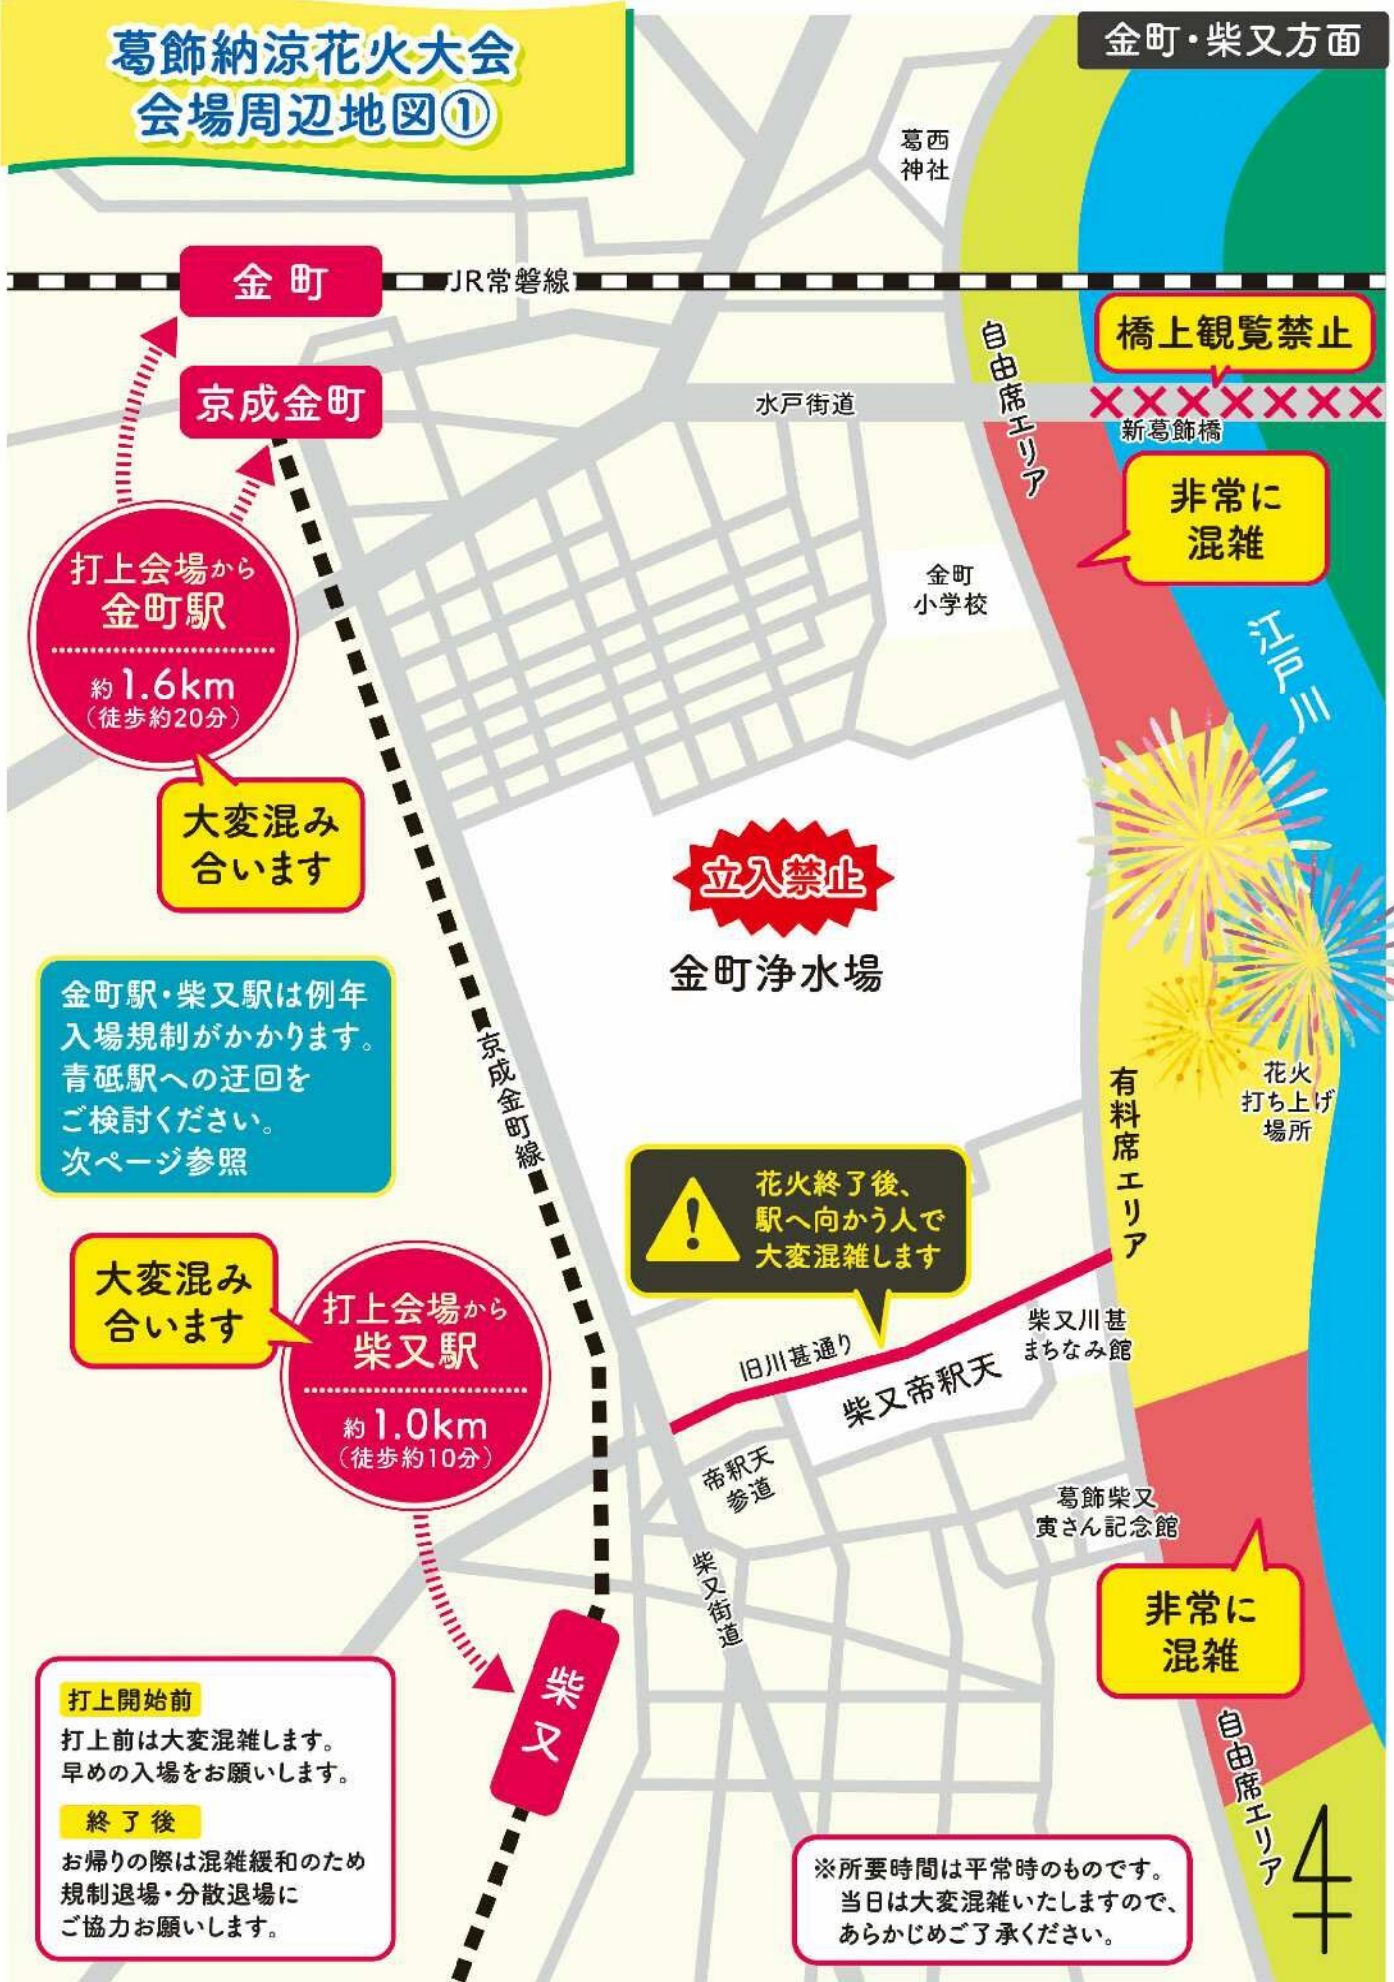 葛飾納涼花火大会
会場周辺地図①
金町・柴又方面
葛西
神社
金町
JR常磐線
橋上観覧禁止
自由席エリア
京成金町
水戸街道
新葛飾橋
非常に
混雑
打上会場から
金町駅
約1.6km
(徒歩約20分)
金町
小学校
江戸川
大変混み
合います
立入禁止
金町浄水場
金町駅・柴又駅は例年
入場規制がかかります。
青砥駅への迂回を
ご検討ください。
次ページ参照
京成金町線
有料席エリア
花火
打ち上げ
場所
花火終了後、
駅へ向かう人で
大変混雑します
大変混み
合います
打上会場から
柴又駅
約1.0km
(徒歩約10分)
旧川甚通り
柴又川甚
まちなみ館
柴又帝釈天
帝釈天
参道
葛飾柴又
寅さん記念館
柴又街道
非常に
混雑
柴又
自由席エリア
打上開始前
打上前は大変混雑します。
早めの入場をお願いします。
終了後
お帰りの際は混雑緩和のため
規制退場・分散退場に
ご協力お願いします。
※所要時間は平常時のものです。
当日は大変混雑いたしますので、
あらかじめご了承ください。